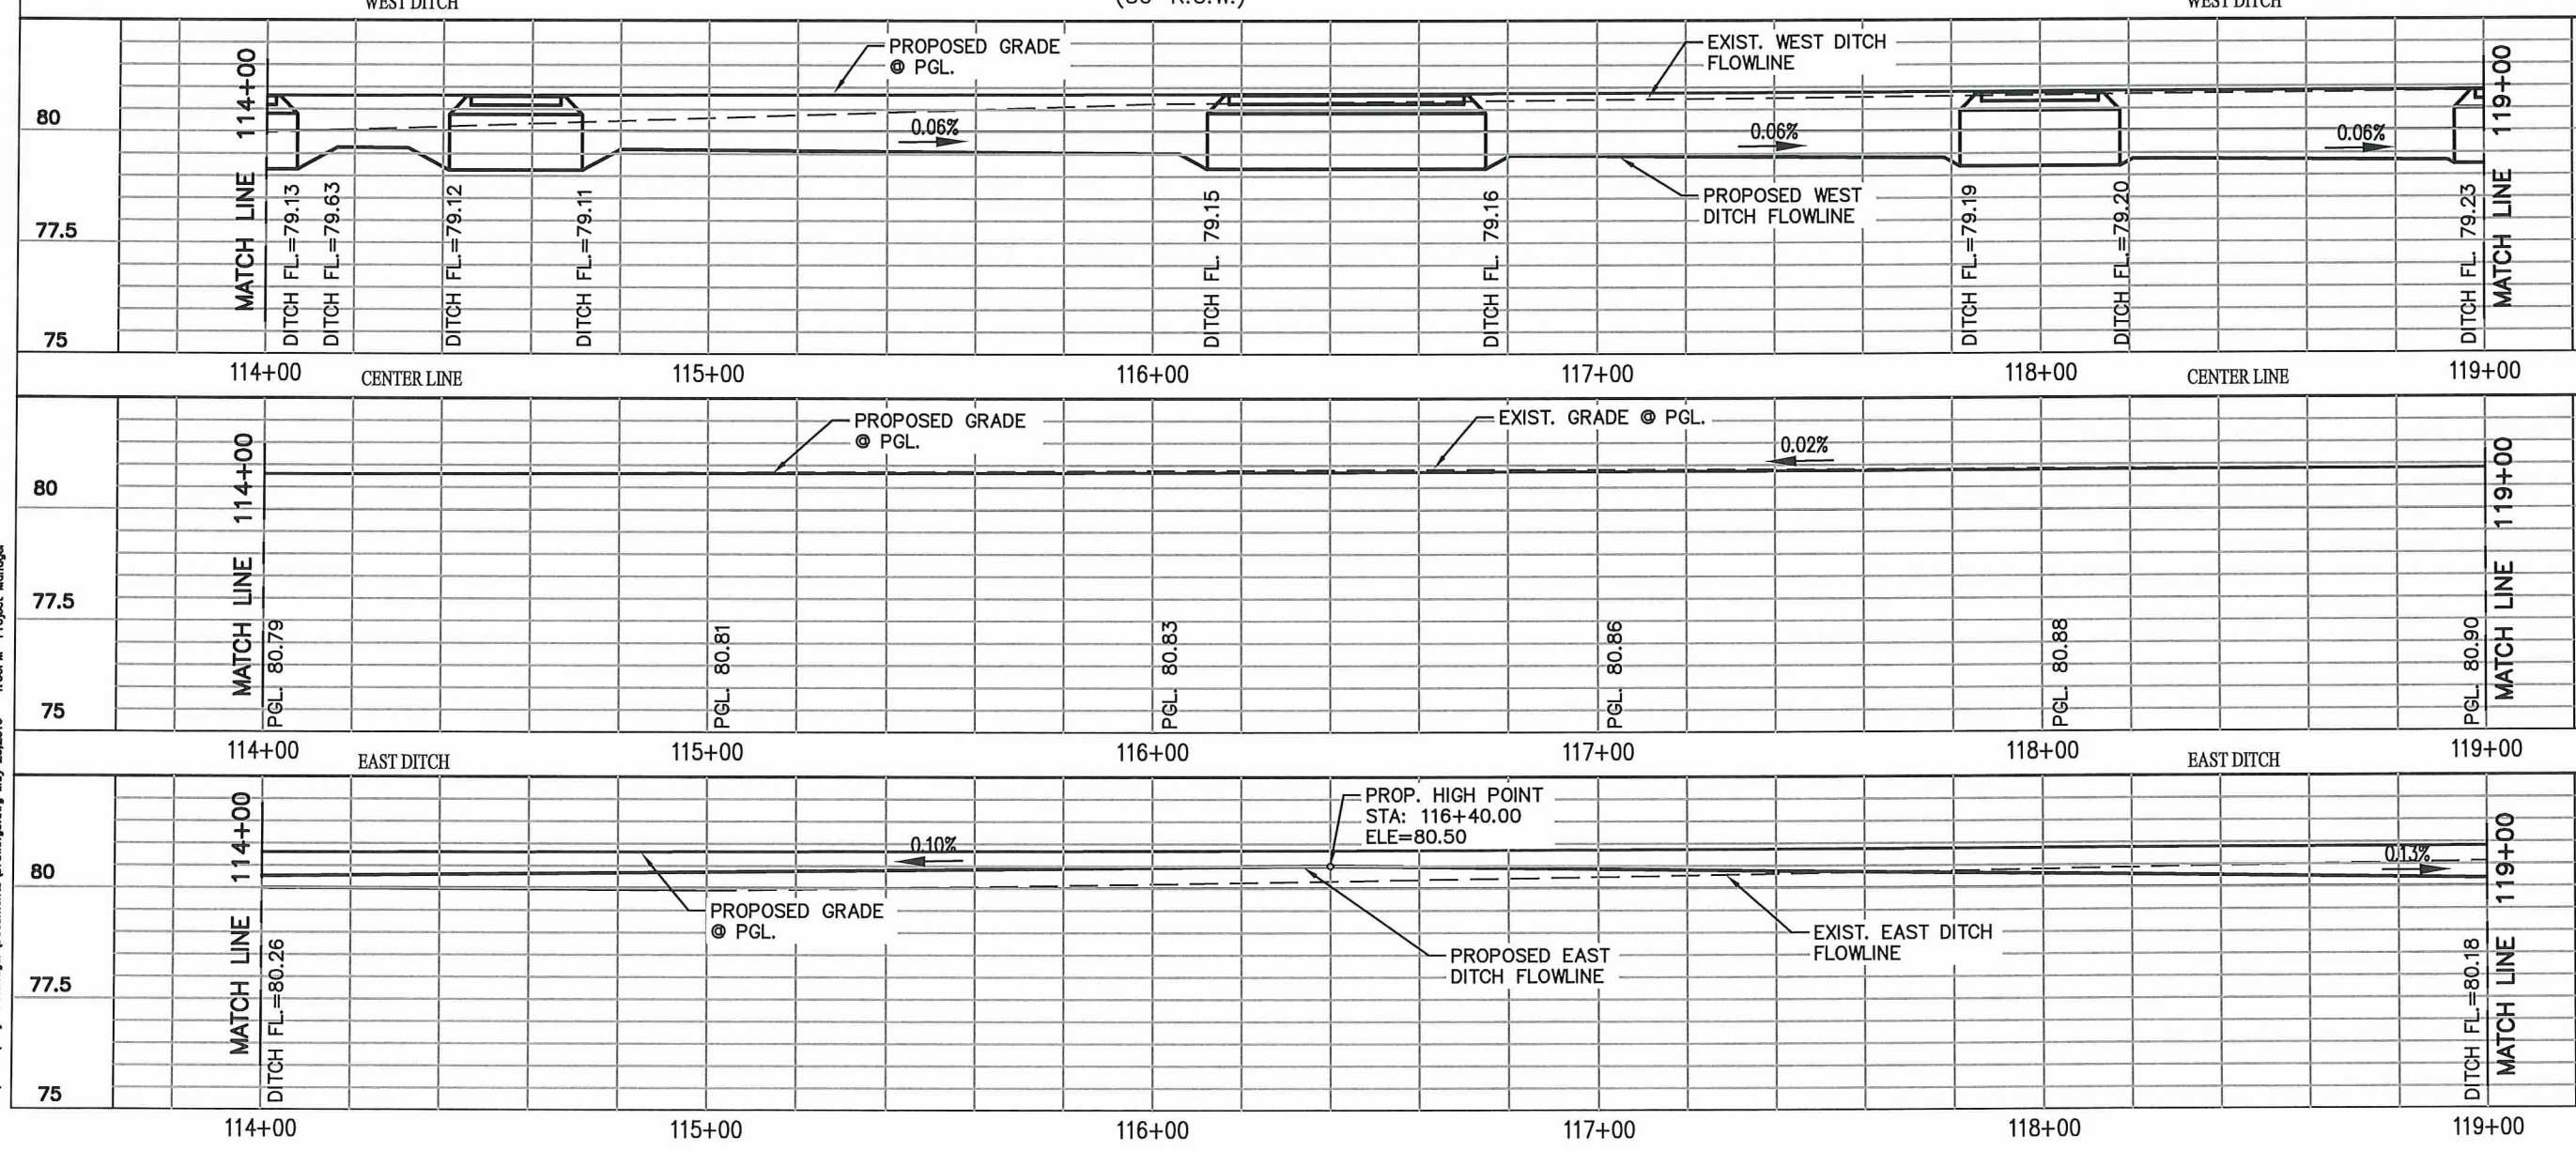 WEST DITCH
WEST DITCH
PROPOSED GRADE
@ PGL.
EXIST. WEST DITCH
FLOWLINE
80
77.5
75
MATCH LINE 114+00
0.06%
0.06%
0.06%
PROPOSED WEST
DITCH FLOWLINE
DITCH FL.=79.13
DITCH FL.=79.63
DITCH FL.=79.12
DITCH FL.=79.11
DITCH FL. 79.15
DITCH FL. 79.16
DITCH FL.=79.19
DITCH FL.=79.20
DITCH FL. 79.23
MATCH LINE 119+00
114+00
115+00
116+00
117+00
118+00
119+00
CENTER LINE
CENTER LINE
PROPOSED GRADE
@ PGL.
EXIST. GRADE @ PGL.
0.02%
80
77.5
75
MATCH LINE 114+00
PGL. 80.79
PGL. 80.81
PGL. 80.83
PGL. 80.86
PGL. 80.88
PGL. 80.90
MATCH LINE 119+00
114+00
115+00
116+00
117+00
118+00
119+00
EAST DITCH
EAST DITCH
PROP. HIGH POINT
STA: 116+40.00
ELE=80.50
0.10%
0.13%
80
77.5
75
MATCH LINE 114+00
DITCH FL.=80.26
PROPOSED GRADE
@ PGL.
PROPOSED EAST
DITCH FLOWLINE
EXIST. EAST DITCH
FLOWLINE
DITCH FL.=80.18
MATCH LINE 119+00
114+00
115+00
116+00
117+00
118+00
119+00